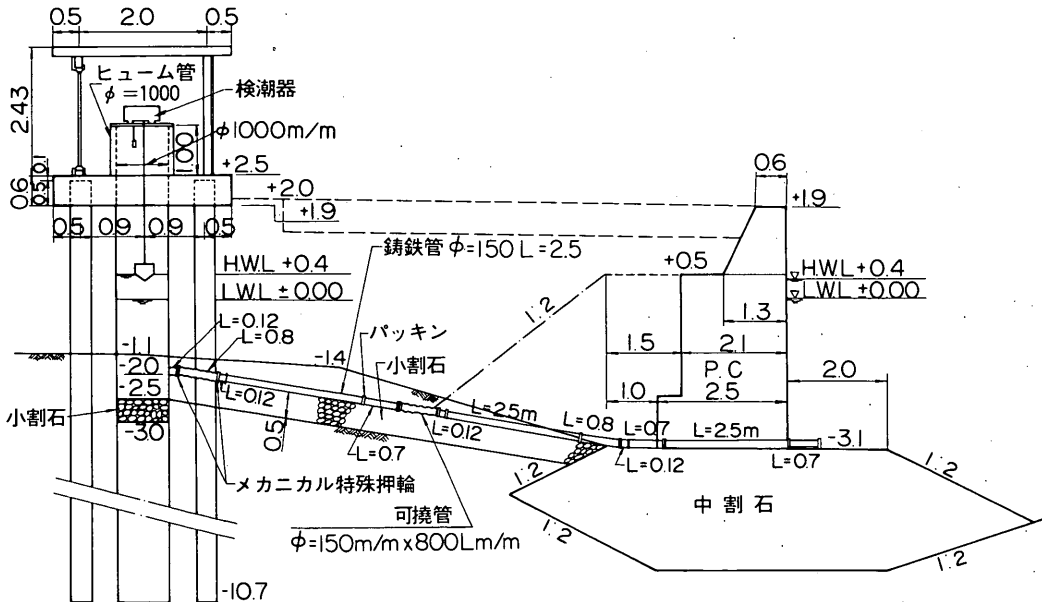 0.5 2.0 0.5
ヒューム管
φ=1000
検潮器
2.43
φ1000m/m
1.00
0.1
+2.5
0.6
0.6
0.5
+2.0
+1.9
+1.9
0.5 0.9 0.9 0.5
鋳鉄管φ=150 L=2.5
+0.5
H.W.L +0.4
H.W.L +0.4
L.W.L ±0.00
L.W.L ±0.00
1:2
L=0.12
L=0.8
1.3
パッキン
-1.1
-1.4
小割石
1.5 2.1
-2.0
P.C
2.0
-2.5
L=0.12
1.0 2.5
小割石
L=2.5m
0.5
L=0.12
L=0.8
L=0.7
L=2.5m
-3.0
-3.1
L=0.7
L=0.12
L=0.7
メカニカル特殊押輪
1:2
1:2
中割石
可撓管
φ=150m/m×800Lm/m
1:2
1:2
-10.7